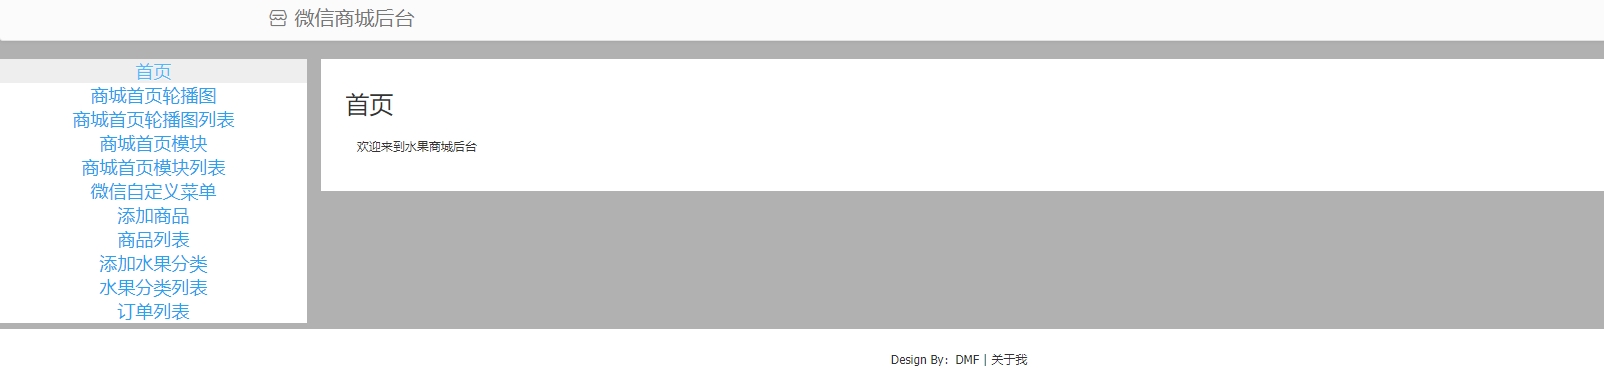 微信商城后台
首页
商城首页轮播图
商城首页轮播图列表
商城首页模块
商城首页模块列表
微信自定义菜单
添加商品
商品列表
添加水果分类
水果分类列表
订单列表
首页
欢迎来到水果商城后台
Design By：DMF | 关于我